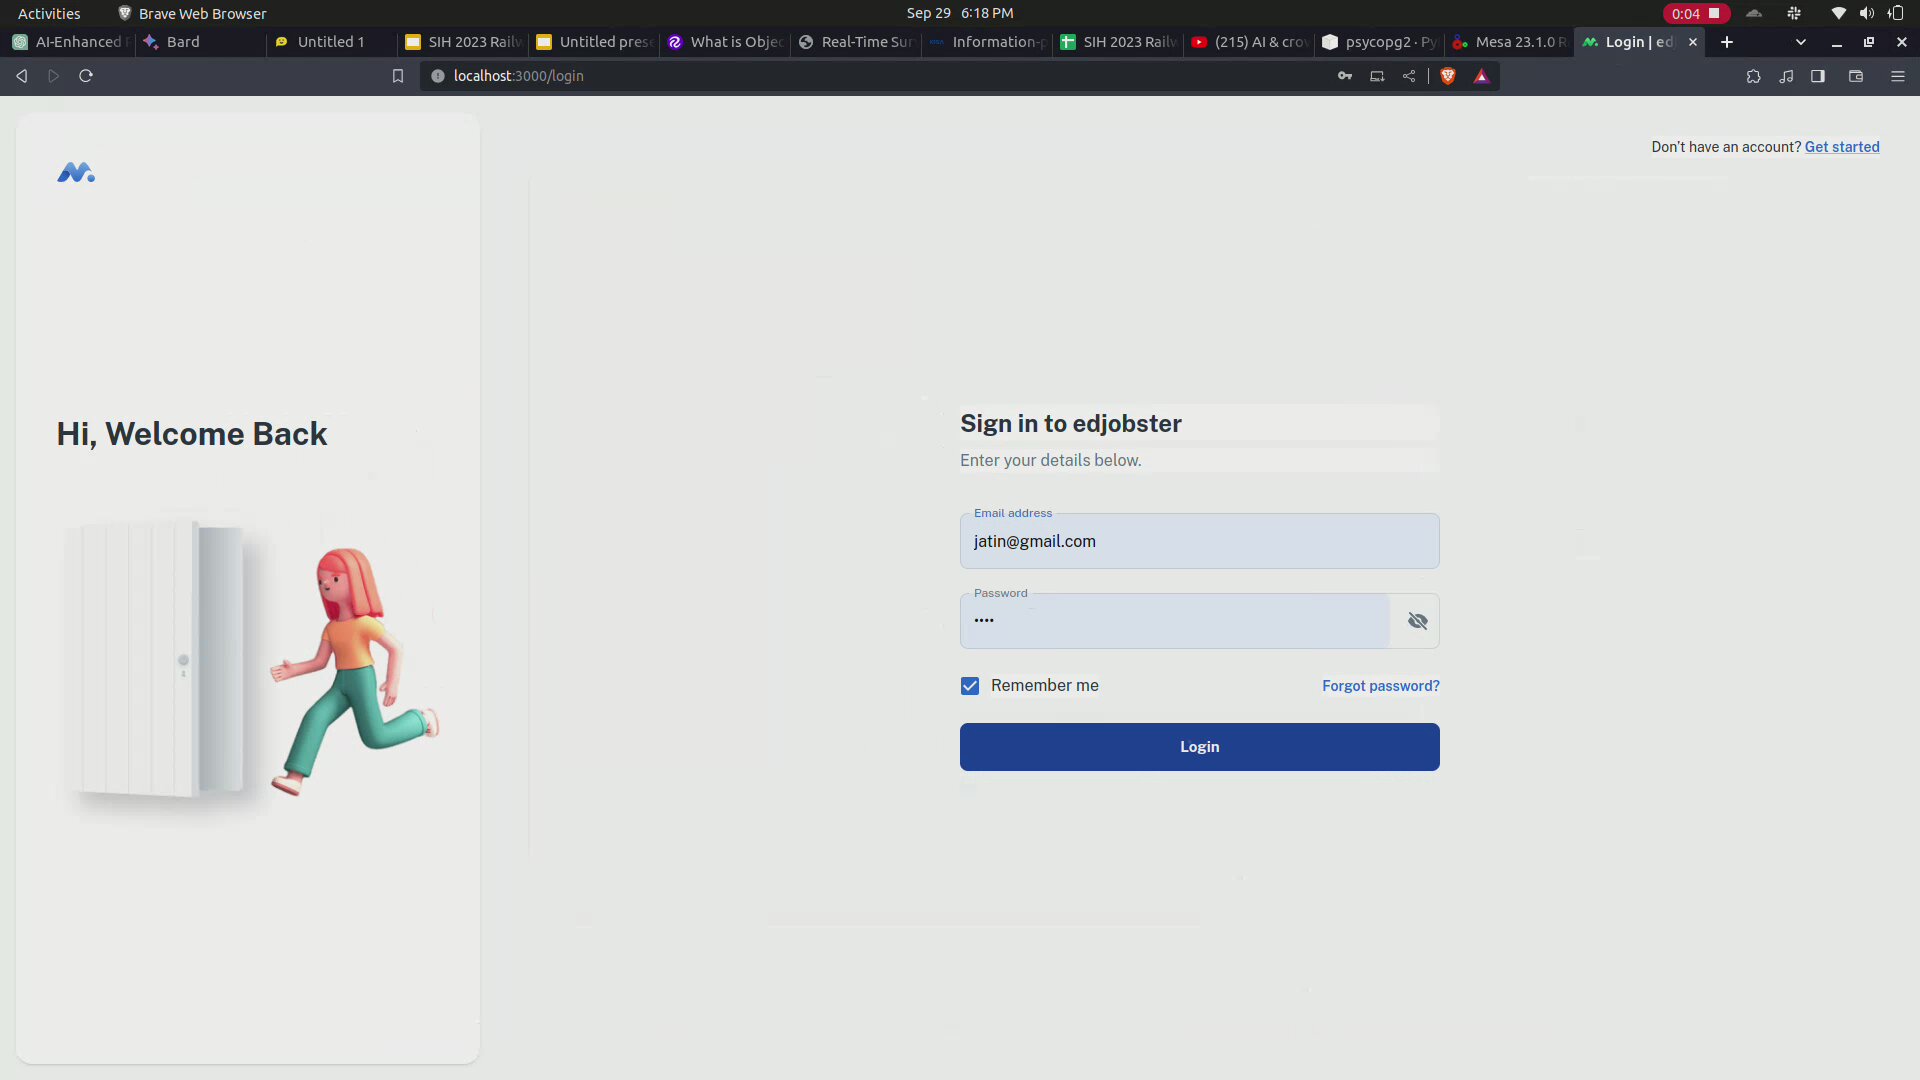 Activities Brave Web Browser Sep 29 6:18 PM 0:04
AI-Enhanced Bard Untitled 1 SIH 2023 Railw Untitled prese What is Objec Real-Time Sur Information-p SIH 2023 Railw (215) AI & crow psycopg2 · Py Mesa 23.1.0 R Login | ed
localhost:3000/login
Don't have an account? Get started
Hi, Welcome Back
Sign in to edjobster
Enter your details below.
Email address
jatin@gmail.com
Password
••••
Remember me Forgot password?
Login